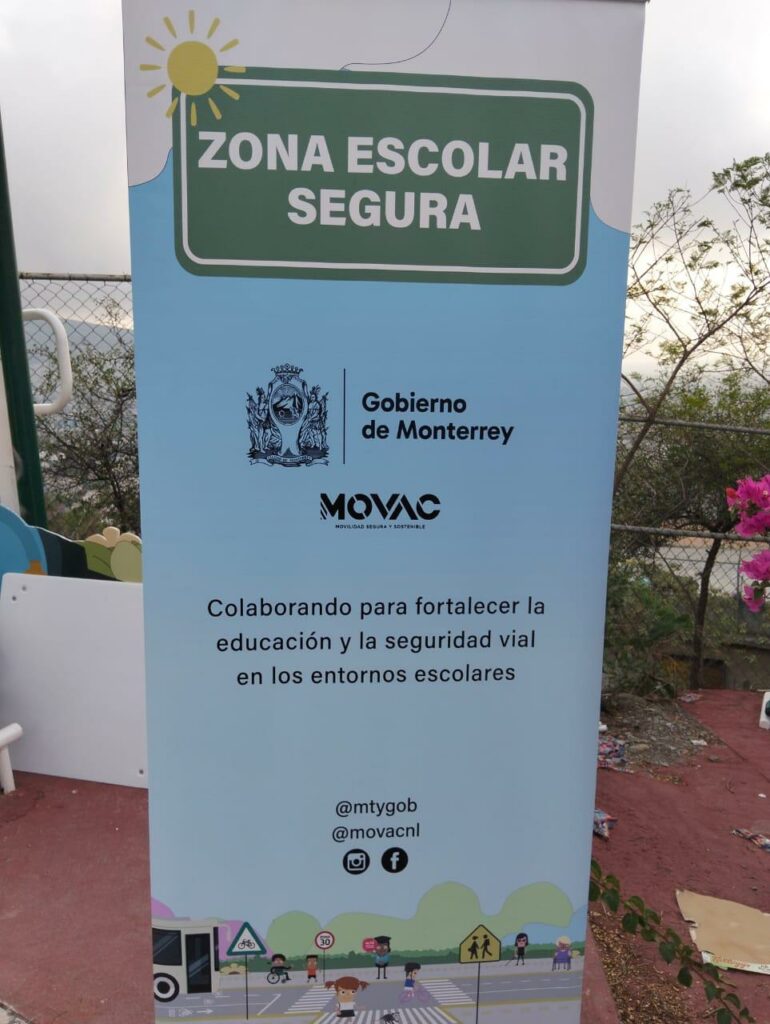 ZONA ESCOLAR
SEGURA
Gobierno
de Monterrey
MOVAC
MOVILIDAD SEGURA Y SOSTENIBLE
Colaborando para fortalecer la
educación y la seguridad vial
en los entornos escolares
@mtygob
@movacnl
30